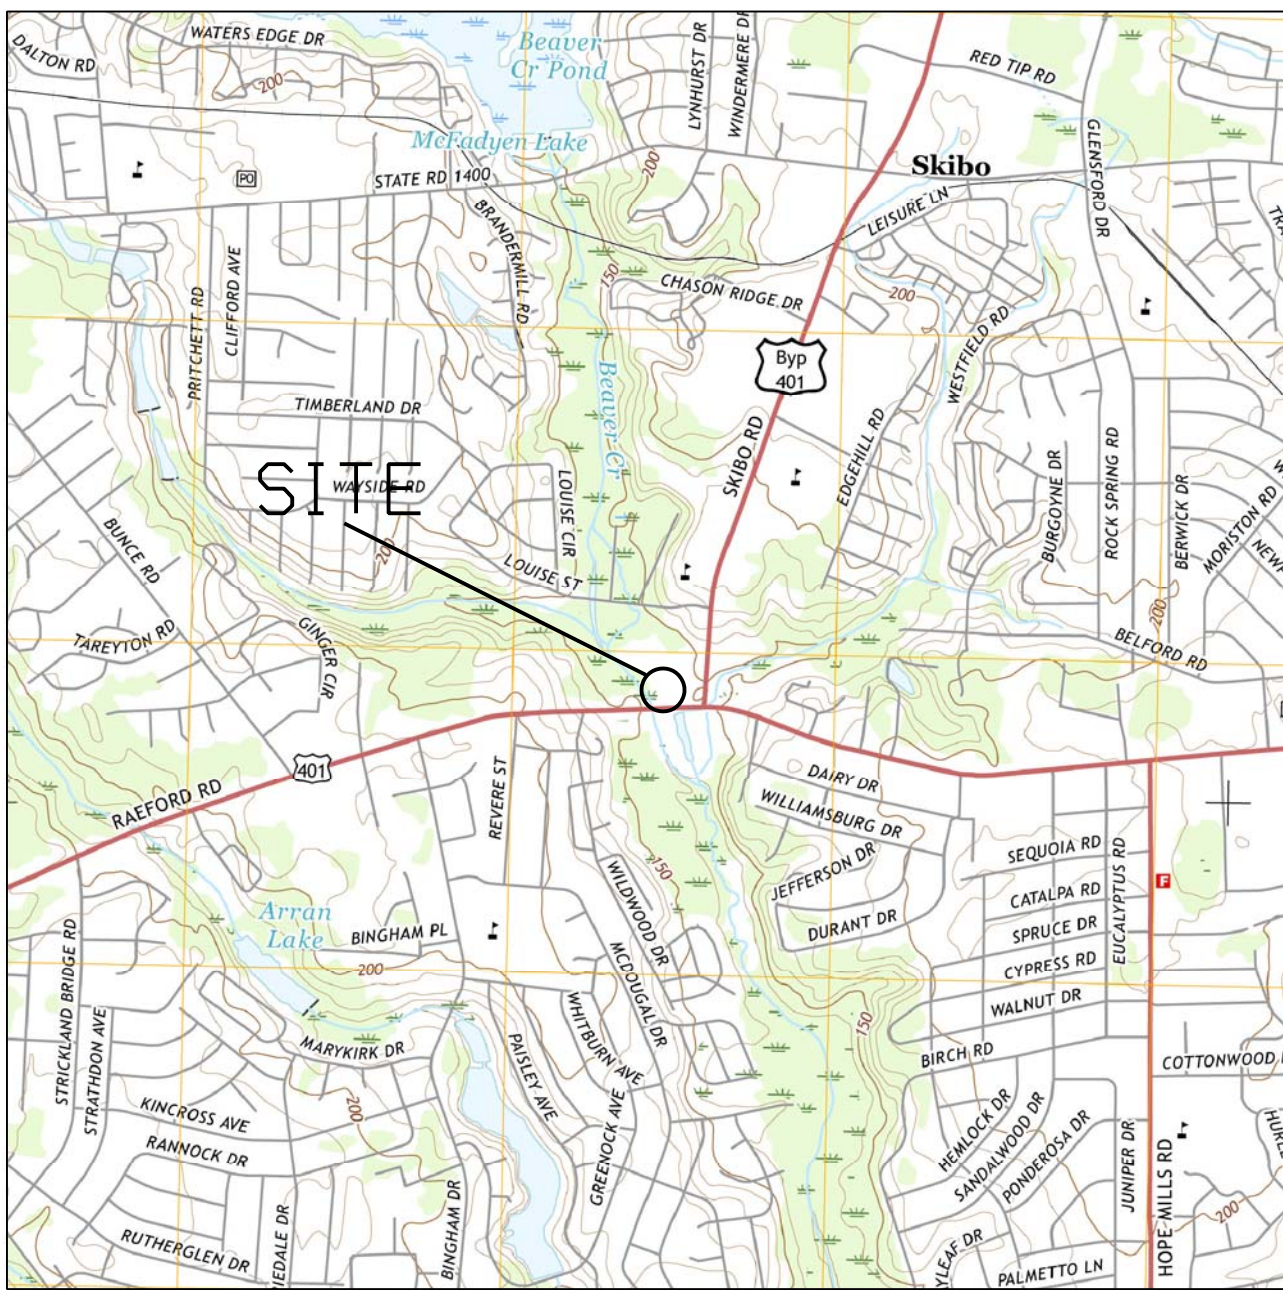 WATERS EDGE DR
DALTON RD
200
Beaver
Cr Pond
LYNHURST DR
WINDERMERE DR
RED TIP RD
McFadyen Lake
200
GLENSFORD DR
Skibo
PO
STATE RD 1400
BRANDERMILL RD
LEISURE LN
CLIFFORD AVE
PRITCHETT RD
150
CHASON RIDGE DR
200
WESTFIELD RD
Byp
401
Beaver Cr
TIMBERLAND DR
SKIBO RD
EDGEHILL RD
BURGOYNE DR
ROCK SPRING RD
BERWICK DR
MORISTON RD
SITE
WAYSIDE RD
LOUISE CIR
BUNCE RD
200
LOUISE ST
200
TAREYTON RD
GINGER CIR
BELFORD RD
401
RAEFORD RD
REVERE ST
DAIRY DR
WILLIAMSBURG DR
SEQUOIA RD
EUCALYPTUS RD
150
JEFFERSON DR
F
CATALPA RD
WILDWOOD DR
Arran
Lake
DURANT DR
SPRUCE DR
BINGHAM PL
STRICKLAND BRIDGE RD
MCDOUGAL DR
CYPRESS RD
200
WALNUT DR
WHITBURN AVE
150
STRATHDON AVE
MARYKIRK DR
PAISLEY AVE
BIRCH RD
COTTONWOOD
KINCROSS AVE
200
GREENOCK AVE
HEMLOCK DR
SANDALWOOD DR
PONDEROSA DR
RANNOCK DR
JUNIPER DR
HOPE MILLS RD
200
BINGHAM DR
RUTHERGLEN DR
IEDALE DR
YLEAF DR
PALMETTO LN